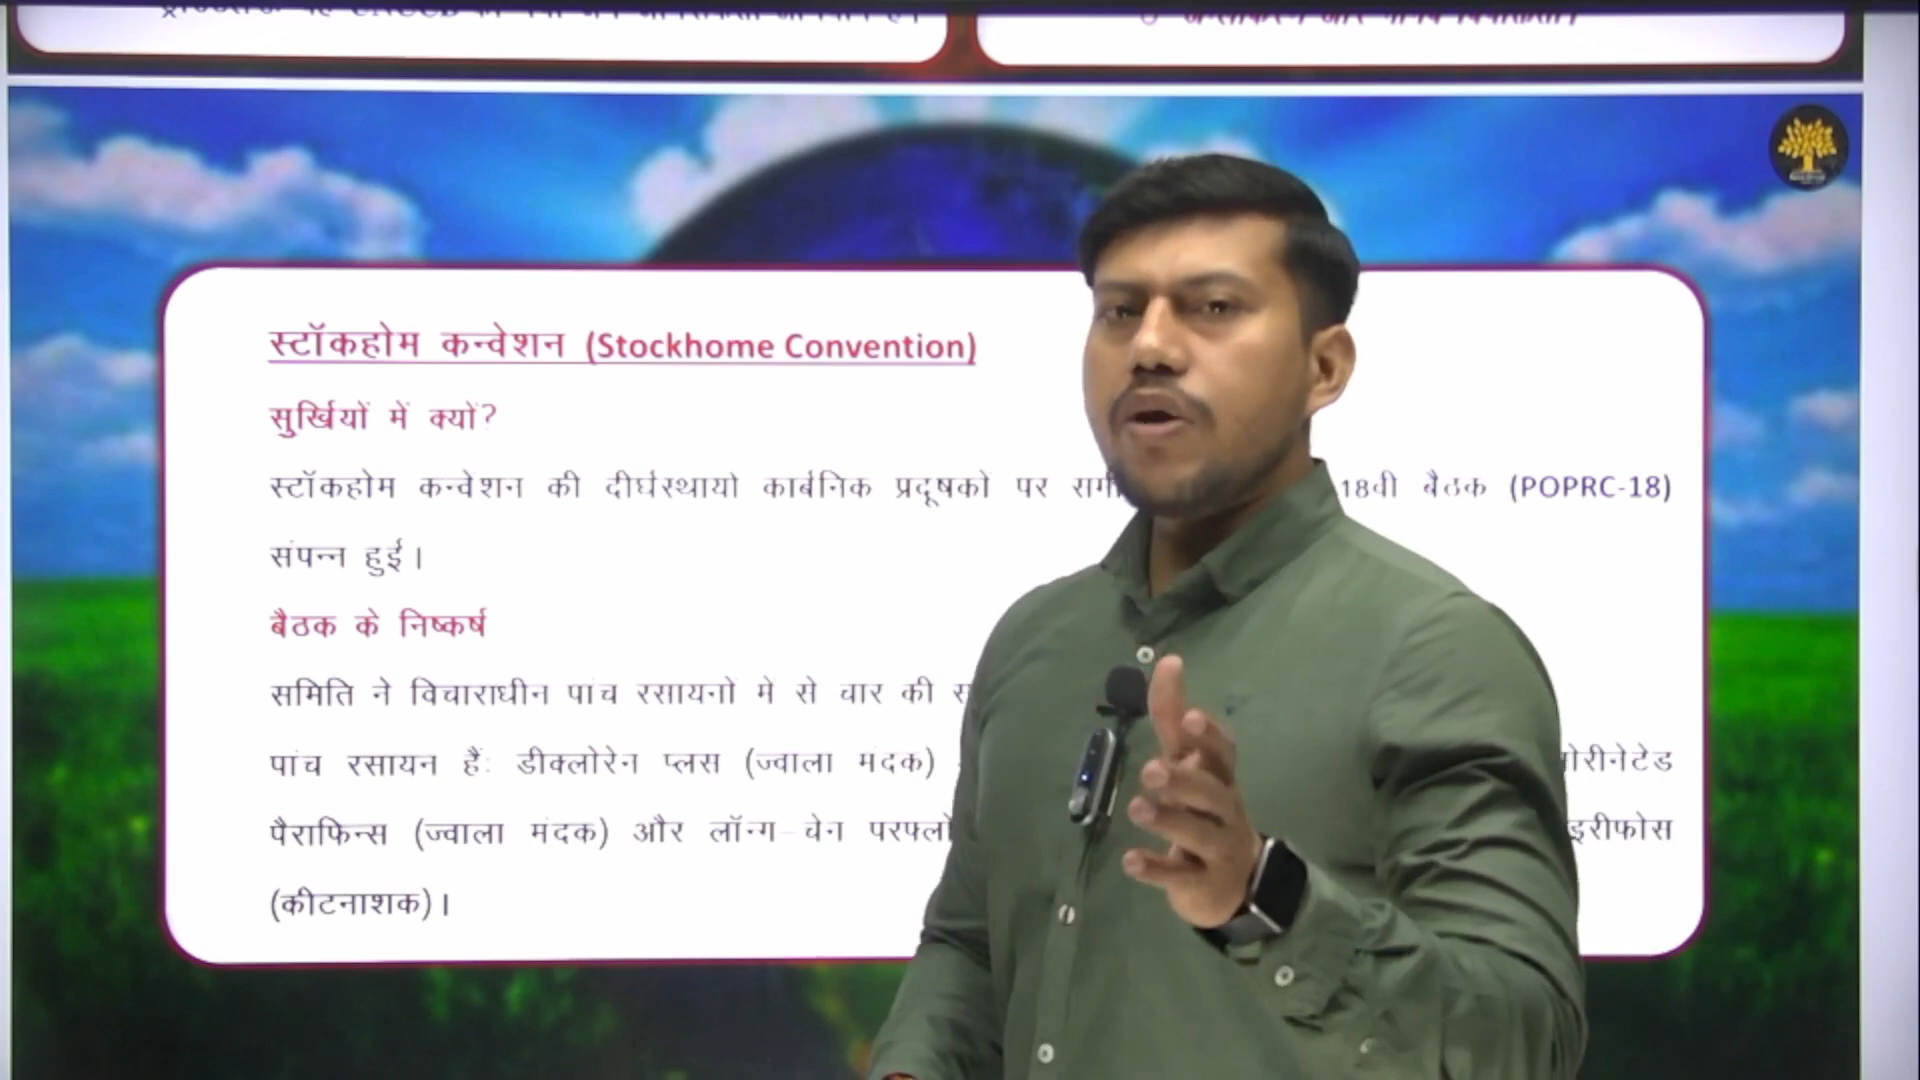 स्टॉकहोम कन्वेशन (Stockhome Convention)
सुर्खियों में क्यों?
स्टॉकहोम कन्वेशन की दीर्घस्थायी कार्बनिक प्रदूषकों पर 18वीं बैठक (POPRC-18)
संपन्न हुई।
बैठक के निष्कर्ष
समिति ने विचाराधीन पांच रसायनों में से चार की
पांच रसायन हैं: डीक्लोरेन प्लस (ज्वाला मंदक)
पैराफिन्स (ज्वाला मंदक) और लॉन्ग चेन
(कीटनाशक)।